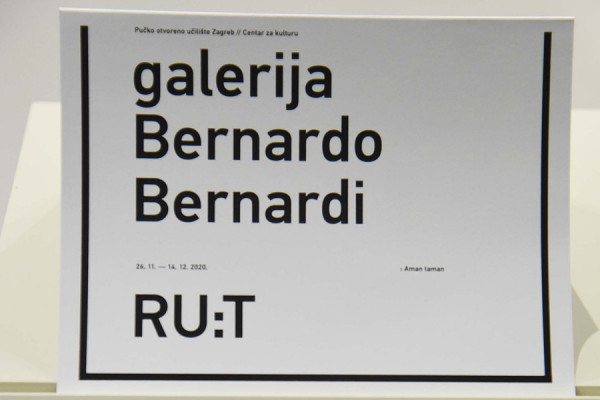 Pučko otvoreno učilište Zagreb // Centar za kulturu
galerija
Bernardo
Bernardi
26. 11. — 14. 12. 2020.
: Aman taman
RU:T